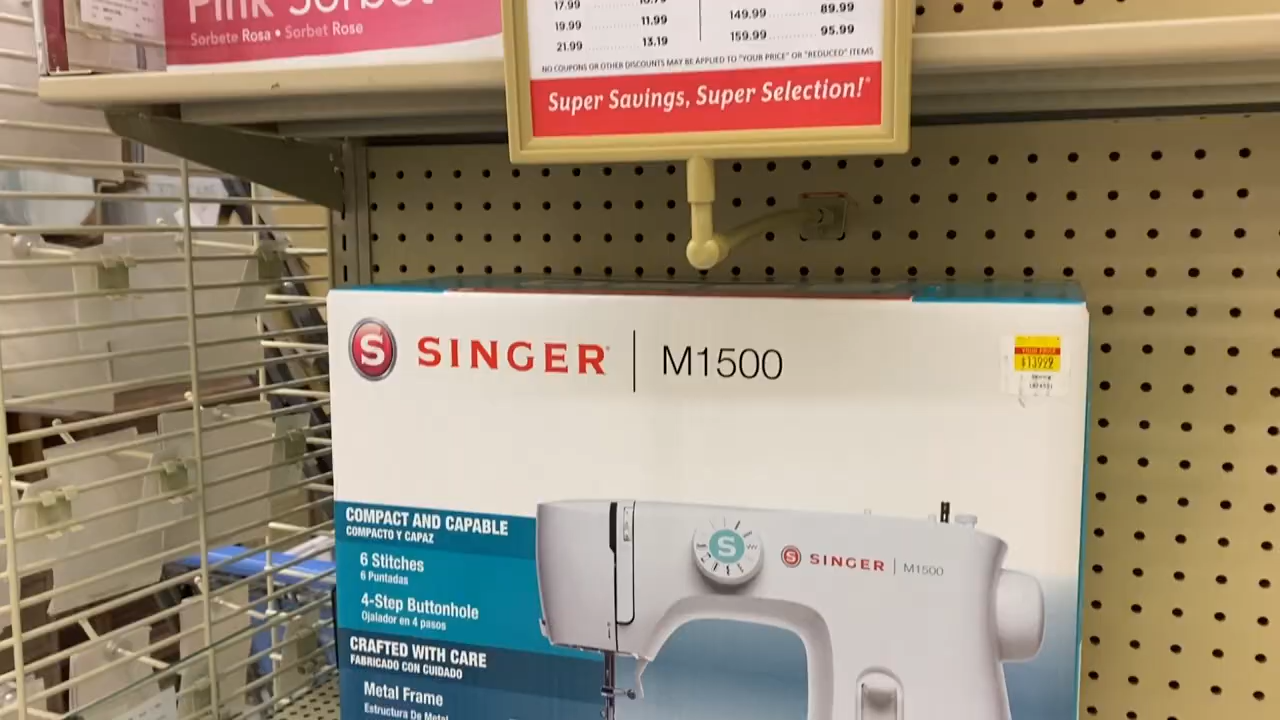 Pink Sorbet
Sorbete Rosa • Sorbet Rose
17.99
19.99 ........ 11.99
21.99 ........ 13.19
149.99 ........ 89.99
159.99 ........ 95.99
NO COUPONS OR OTHER DISCOUNTS MAY BE APPLIED TO "YOUR PRICE" OR "REDUCED" ITEMS
Super Savings, Super Selection!®
S SINGER® | M1500
YOUR PRICE
COMPACT AND CAPABLE
COMPACTO Y CAPAZ
6 Stitches
6 Puntadas
4-Step Buttonhole
Ojalador en 4 pasos
CRAFTED WITH CARE
FABRICADO CON CUIDADO
Metal Frame
Estructura De Metal
S
S SINGER | M1500